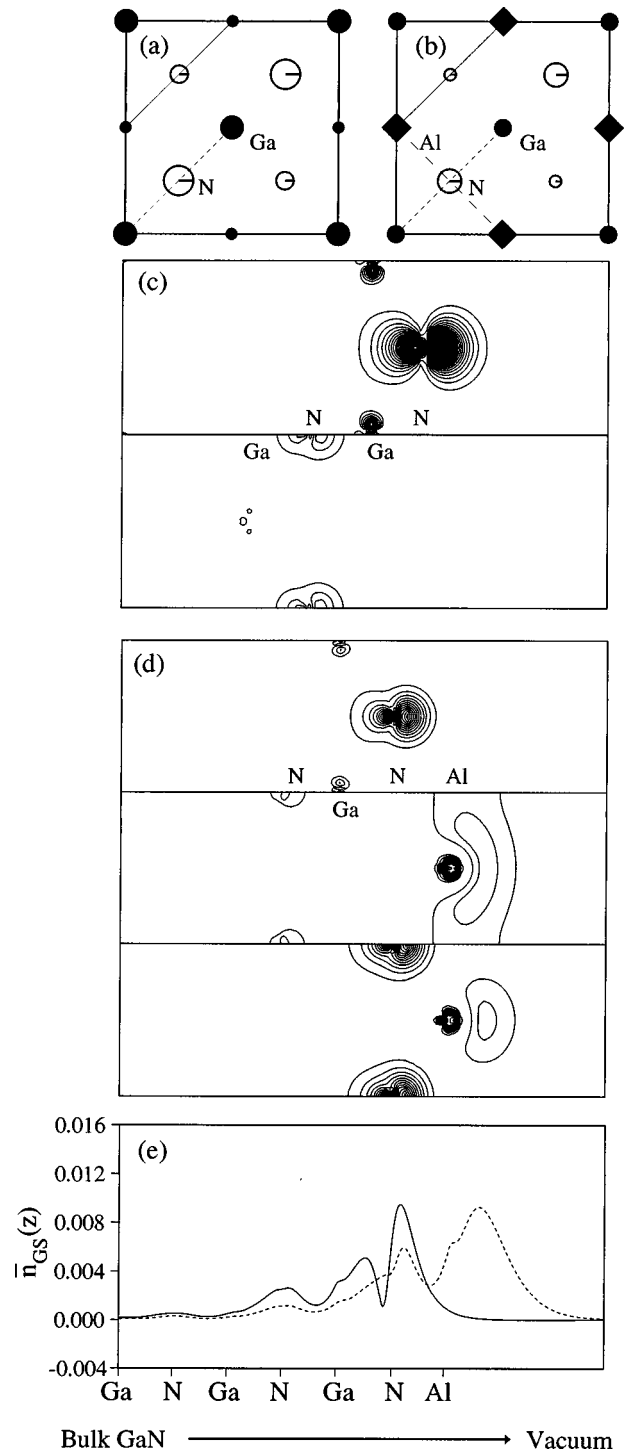 (a) (b)
Ga Al Ga
N N
(c)
N N
Ga Ga
(d)
N N Al
Ga
(e)
0.016
0.012
0.008
0.004
0.000
-0.004
n̄GS(z)
Ga N Ga N Ga N Al
Bulk GaN Vacuum